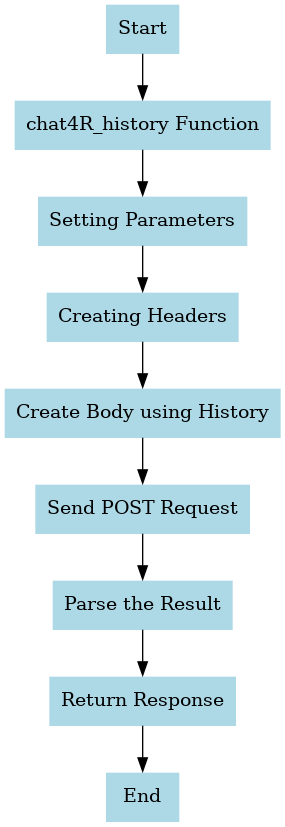 Start
chat4R_history Function
Setting Parameters
Creating Headers
Create Body using History
Send POST Request
Parse the Result
Return Response
End